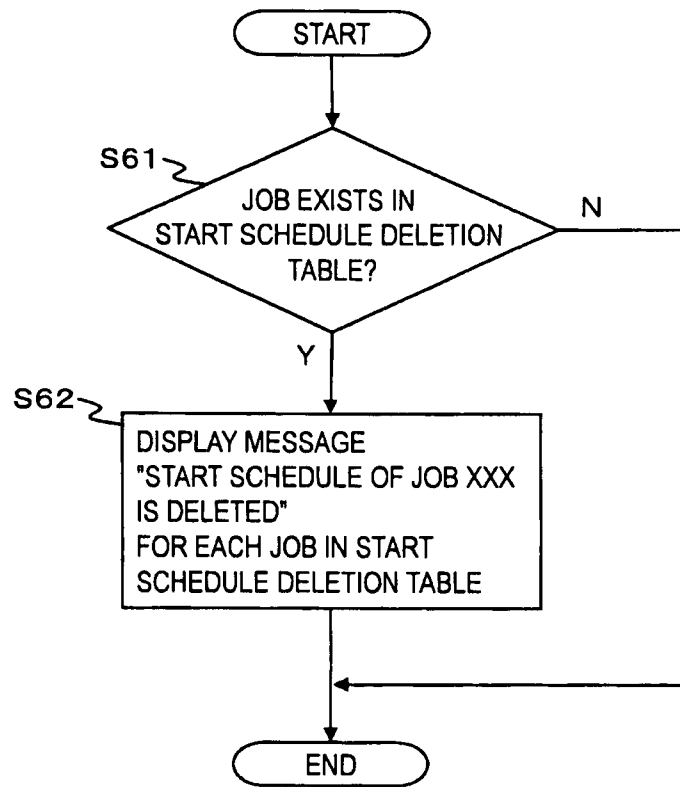 START
S61
JOB EXISTS IN
START SCHEDULE DELETION
TABLE?
N
Y
S62
DISPLAY MESSAGE
"START SCHEDULE OF JOB XXX
IS DELETED"
FOR EACH JOB IN START
SCHEDULE DELETION TABLE
END